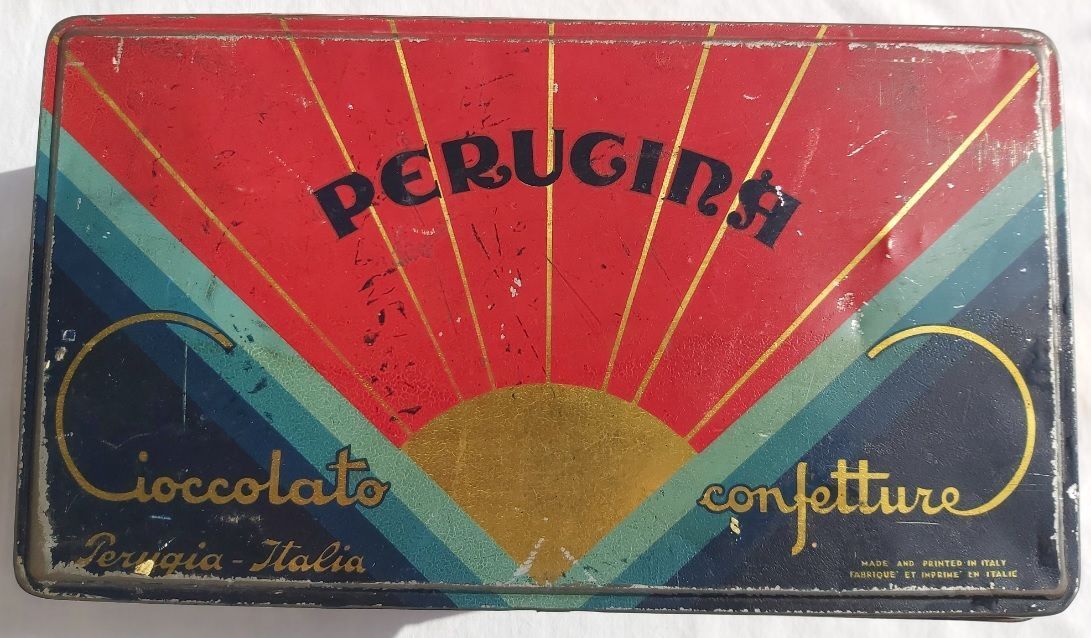 PERUGINA
Cioccolato
confetture
Perugia - Italia
MADE AND PRINTED IN ITALY
FABRIQUÉ ET IMPRIMÉ EN ITALIE